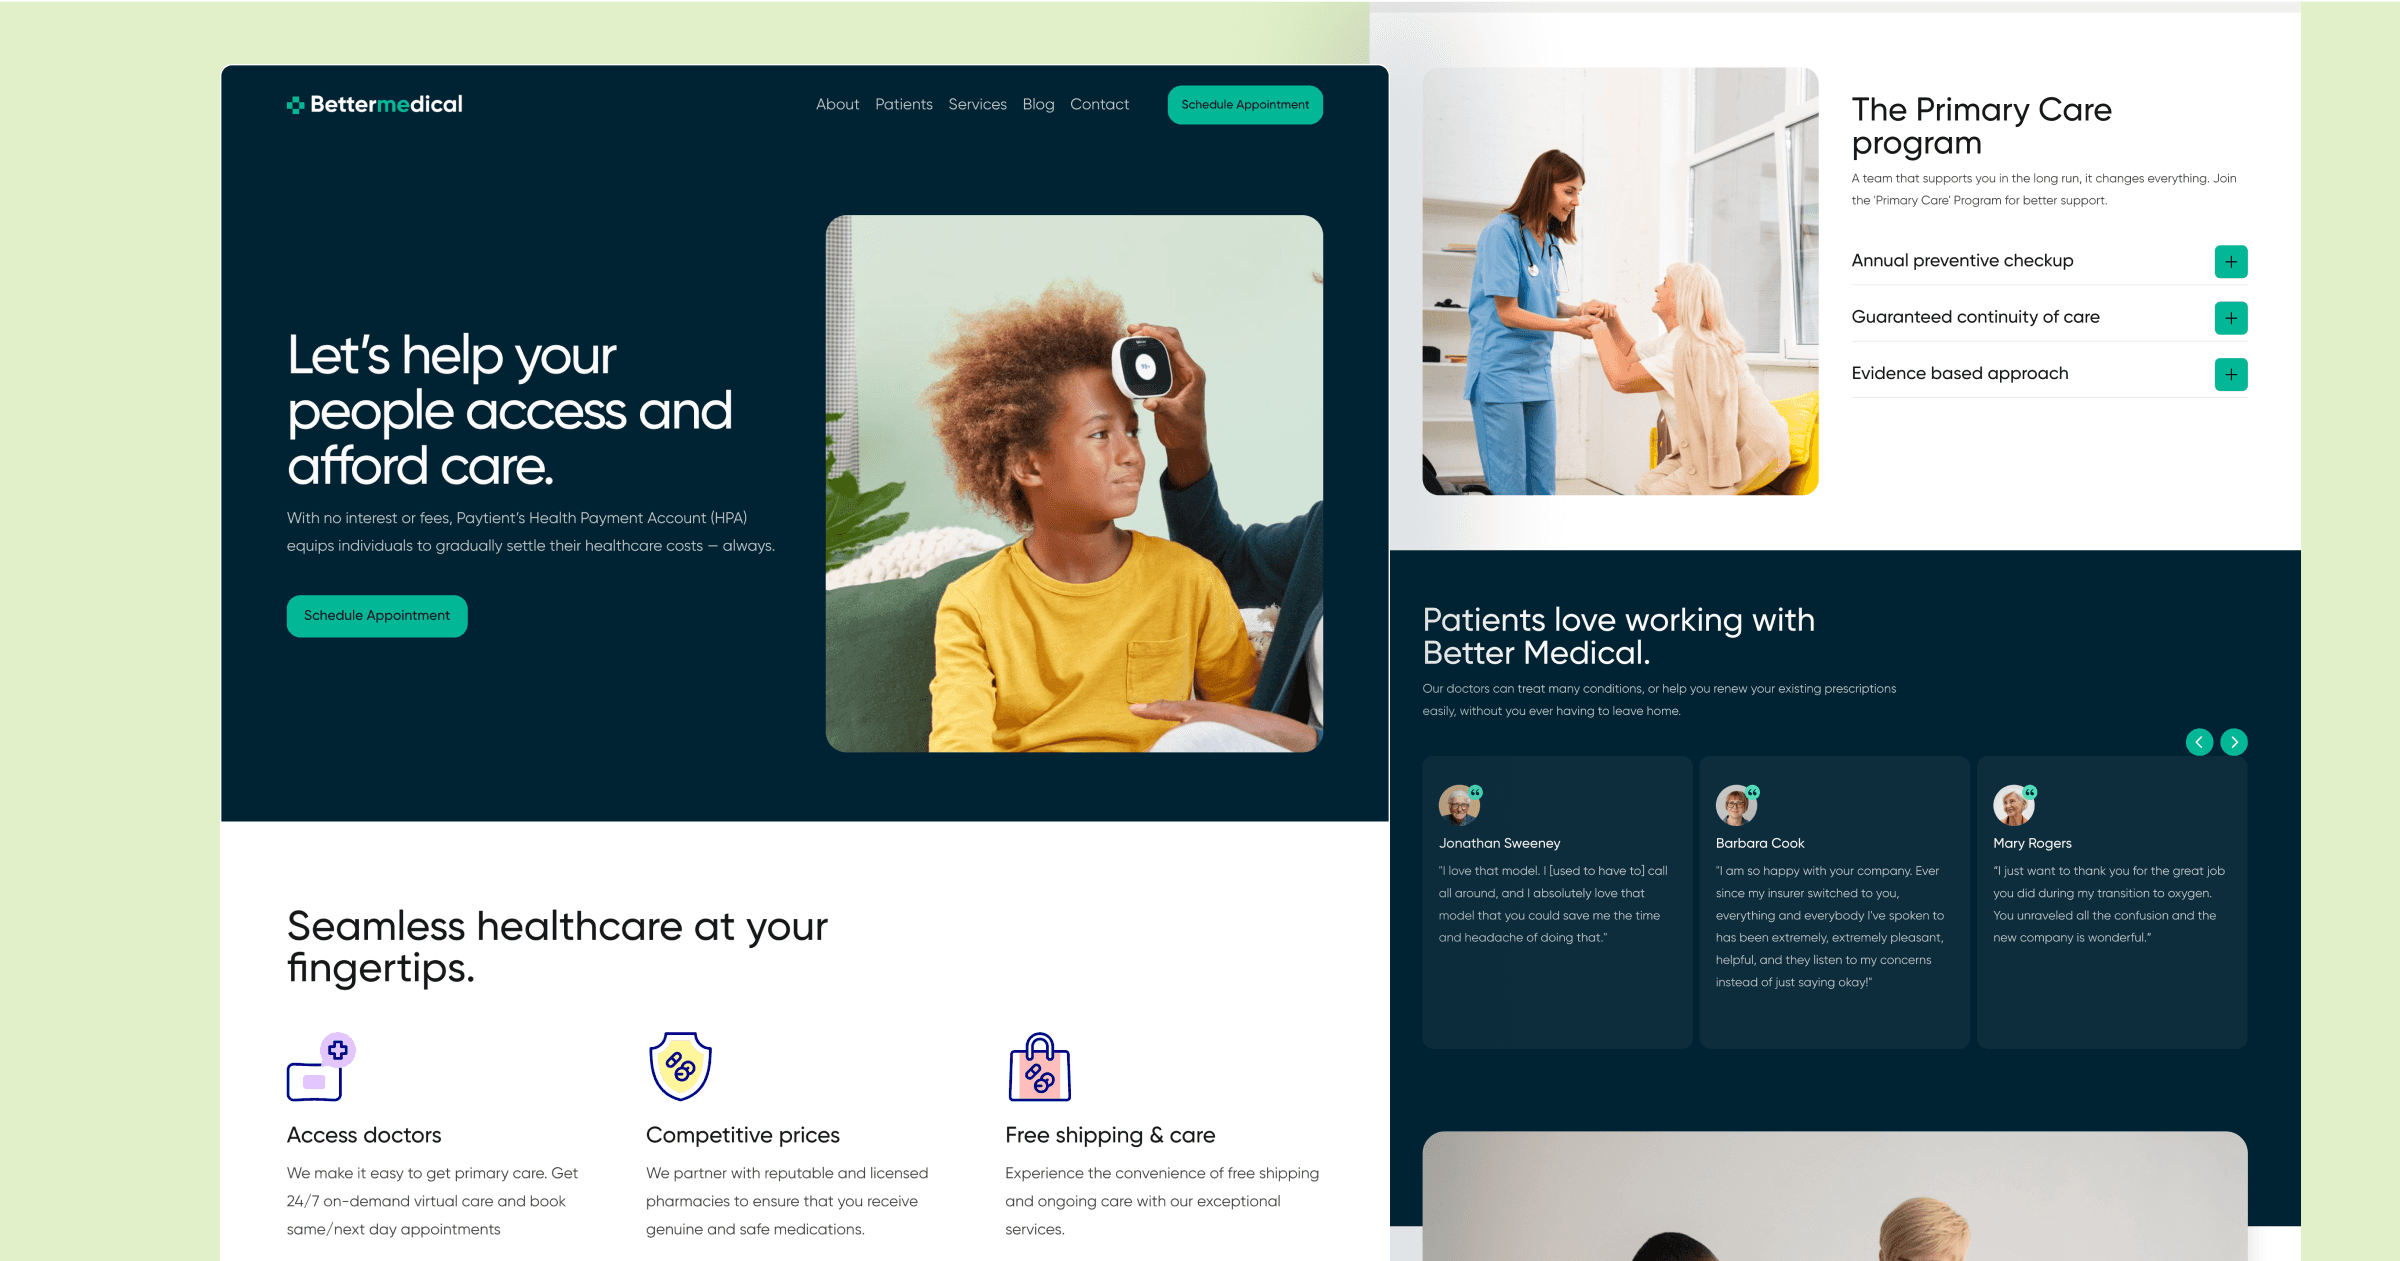 Bettermedical
About Patients Services Blog Contact
Schedule Appointment
Let’s help your
people access and
afford care.
With no interest or fees, Paytient’s Health Payment Account (HPA)
equips individuals to gradually settle their healthcare costs — always.
Schedule Appointment
Seamless healthcare at your
fingertips.
Access doctors
We make it easy to get primary care. Get
24/7 on-demand virtual care and book
same/next day appointments
Competitive prices
We partner with reputable and licensed
pharmacies to ensure that you receive
genuine and safe medications.
Free shipping & care
Experience the convenience of free shipping
and ongoing care with our exceptional
services.
The Primary Care
program
A team that supports you in the long run, it changes everything. Join
the 'Primary Care' Program for better support.
Annual preventive checkup
Guaranteed continuity of care
Evidence based approach
Patients love working with
Better Medical.
Our doctors can treat many conditions, or help you renew your existing prescriptions
easily, without you ever having to leave home.
Jonathan Sweeney
"I love that model. I [used to have to] call
all around, and I absolutely love that
model that you could save me the time
and headache of doing that."
Barbara Cook
"I am so happy with your company. Ever
since my insurer switched to you,
everything and everybody I've spoken to
has been extremely, extremely pleasant,
helpful, and they listen to my concerns
instead of just saying okay!"
Mary Rogers
“I just want to thank you for the great job
you did during my transition to oxygen.
You unraveled all the confusion and the
new company is wonderful.”